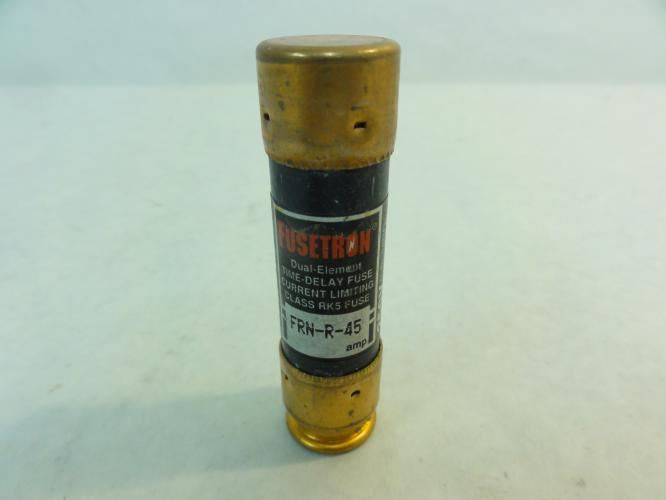 FUSETRON®
Dual-Element
TIME-DELAY FUSE
CURRENT LIMITING
CLASS RK5 FUSE
FRN-R-45
amp